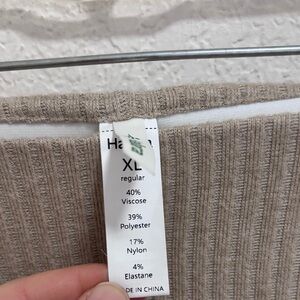 XL
regular
40%
Viscose
39%
Polyester
17%
Nylon
4%
Elastane
DE IN CHINA